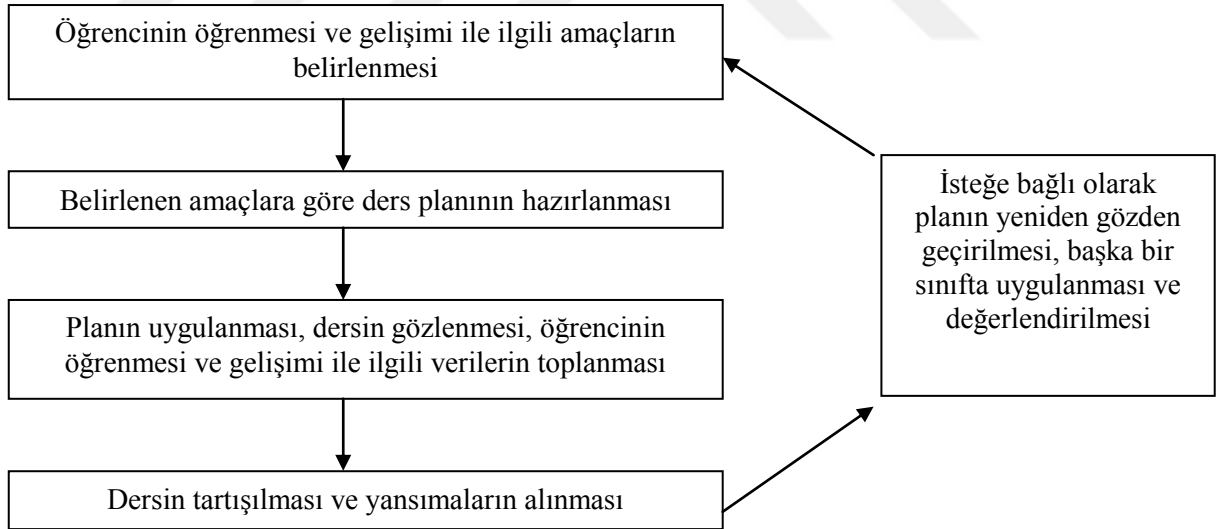 Öğrencinin öğrenmesi ve gelişimi ile ilgili amaçların
belirlenmesi
Belirlenen amaçlara göre ders planının hazırlanması
Planın uygulanması, dersin gözlenmesi, öğrencinin
öğrenmesi ve gelişimi ile ilgili verilerin toplanması
Dersin tartışılması ve yansımaların alınması
İsteğe bağlı olarak
planın yeniden gözden
geçirilmesi, başka bir
sınıfta uygulanması ve
değerlendirilmesi